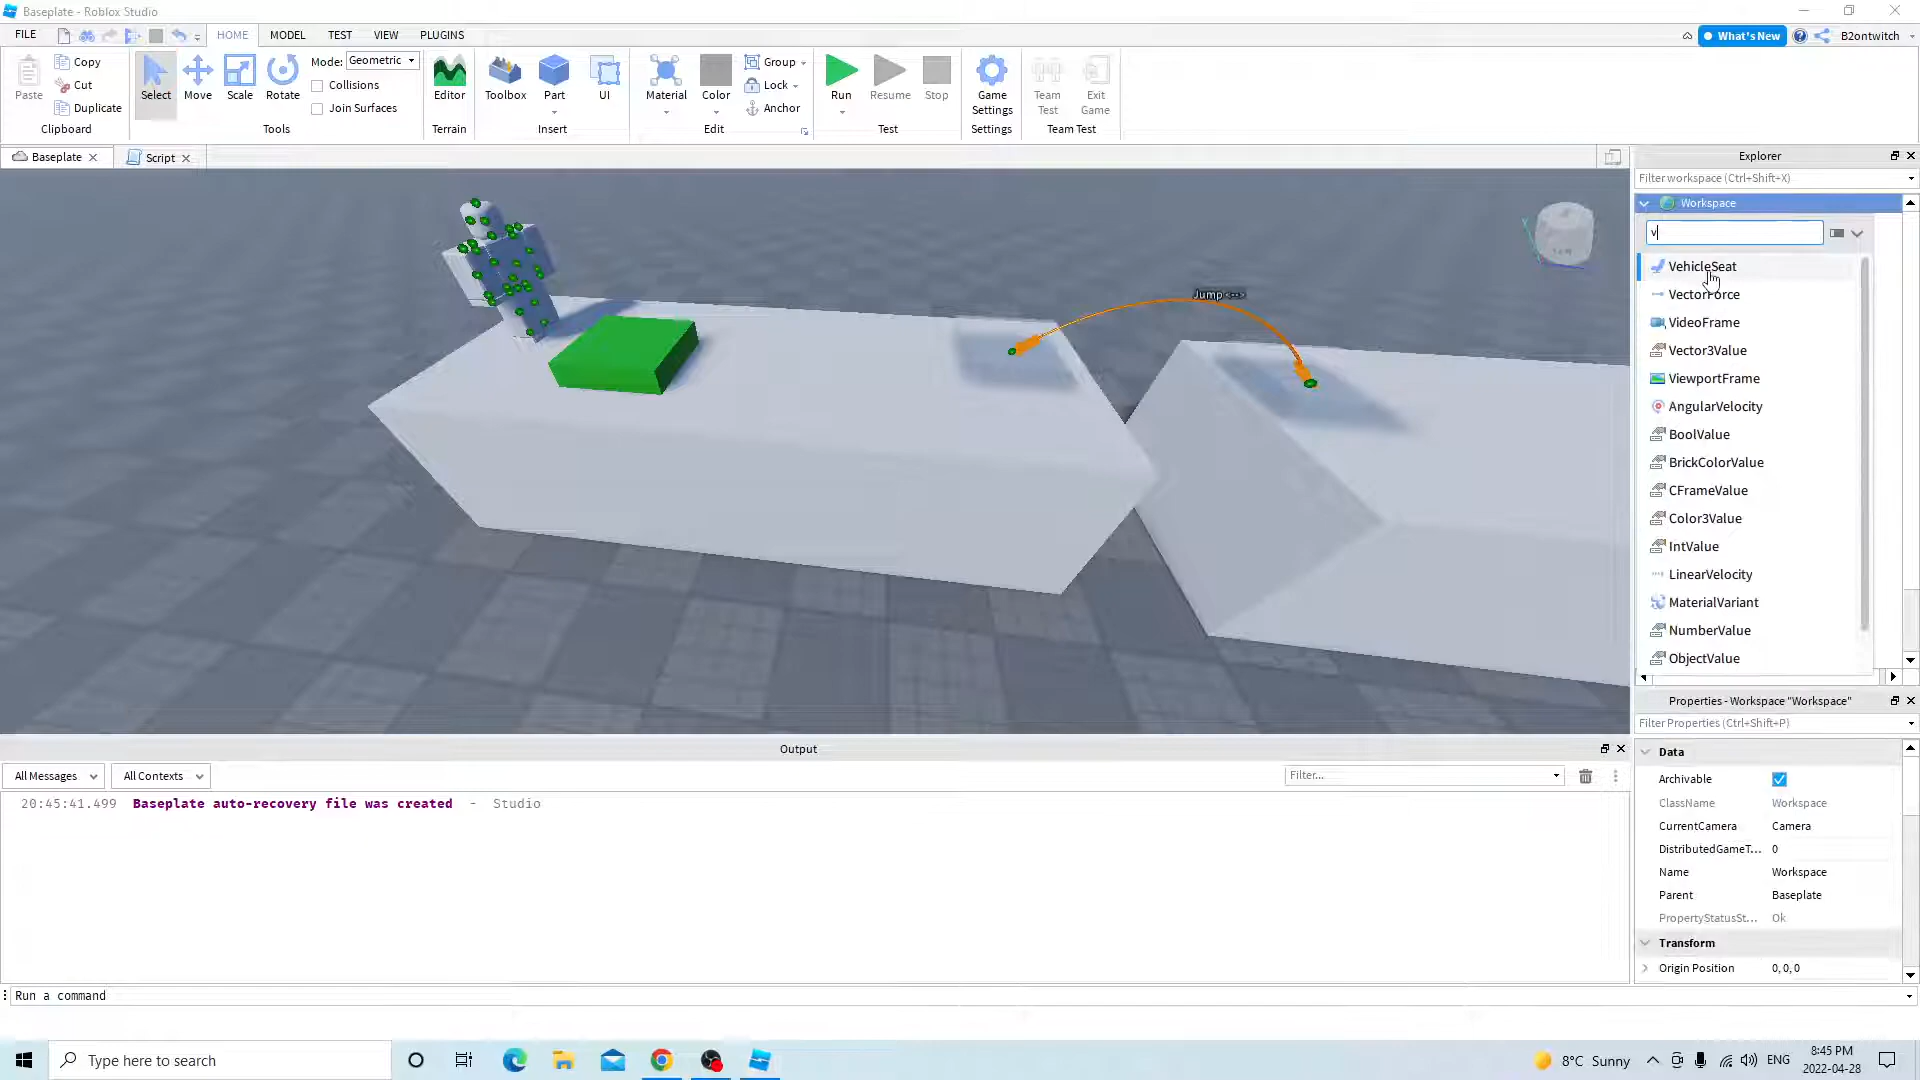 Baseplate - Roblox Studio
FILE HOME MODEL TEST VIEW PLUGINS What's New B2ontwitch
Paste Copy Cut Duplicate Clipboard
Select Move Scale Rotate Mode: Geometric Collisions Join Surfaces Tools
Editor Terrain
Toolbox Part UI Insert
Material Color Group Lock Anchor Edit
Run Resume Stop Test
Game Settings Settings
Team Test Exit Game Team Test
Baseplate Script
Jump <-->
Explorer
Filter workspace (Ctrl+Shift+X)
Workspace
v
VehicleSeat
VectorForce
VideoFrame
Vector3Value
ViewportFrame
AngularVelocity
BoolValue
BrickColorValue
CFrameValue
Color3Value
IntValue
LinearVelocity
MaterialVariant
NumberValue
ObjectValue
Properties - Workspace "Workspace"
Filter Properties (Ctrl+Shift+P)
Data
Archivable
ClassName Workspace
CurrentCamera Camera
DistributedGameT... 0
Name Workspace
Parent Baseplate
PropertyStatusSt... Ok
Transform
Origin Position 0, 0, 0
Output
All Messages All Contexts Filter...
20:45:41.499 Baseplate auto-recovery file was created - Studio
Run a command
Type here to search
8°C Sunny ENG 8:45 PM
2022-04-28